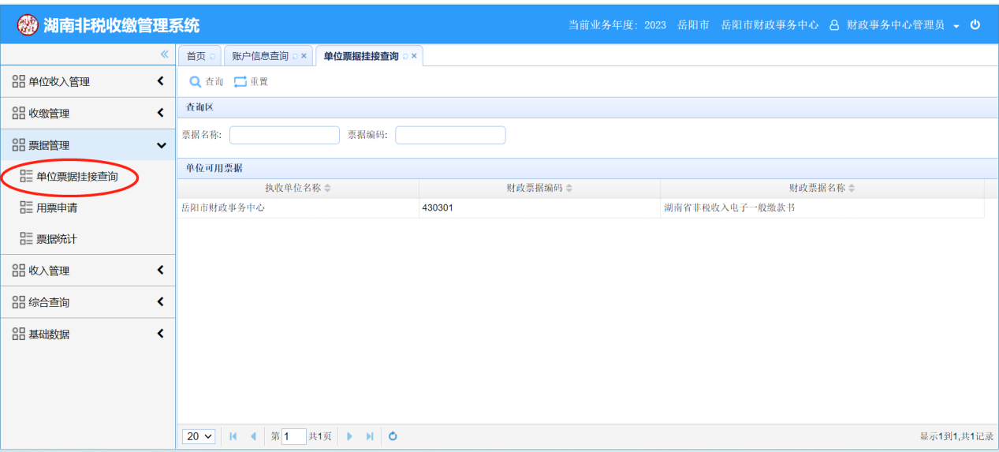 湖南非税收缴管理系统
当前业务年度: 2023 岳阳市 岳阳市财政事务中心 财政事务中心管理员
首页 账户信息查询 单位票据挂接查询
单位收入管理
收缴管理
票据管理
单位票据挂接查询
用票申请
票据统计
收入管理
综合查询
基础数据
查询 重置
查询区
票据名称: 票据编码:
单位可用票据
执收单位名称 财政票据编码 财政票据名称
岳阳市财政事务中心 430301 湖南省非税收入电子一般缴款书
20 第 1 共1页 显示1到1,共1记录